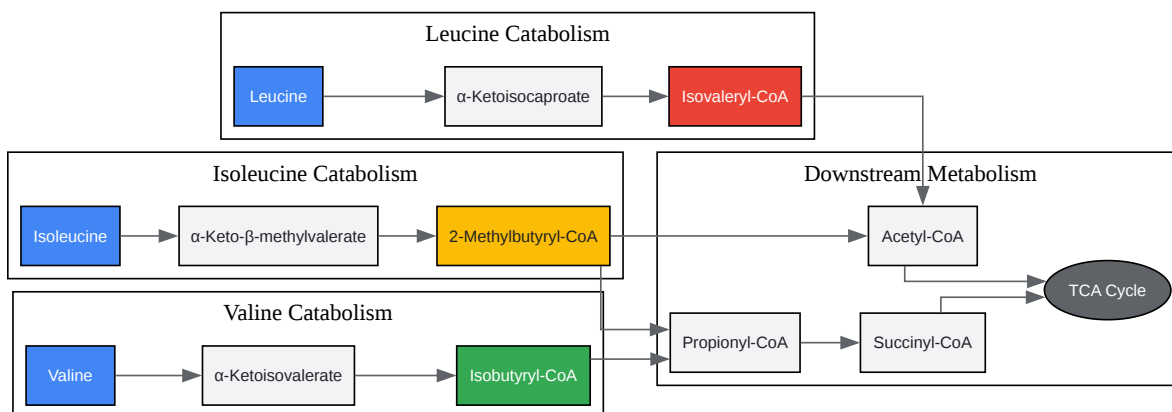 Leucine Catabolism
Leucine
α-Ketoisocaproate
Isovaleryl-CoA
Isoleucine Catabolism
Isoleucine
α-Keto-β-methylvalerate
2-Methylbutyryl-CoA
Downstream Metabolism
Acetyl-CoA
TCA Cycle
Propionyl-CoA
Succinyl-CoA
Valine Catabolism
Valine
α-Ketoisovalerate
Isobutyryl-CoA